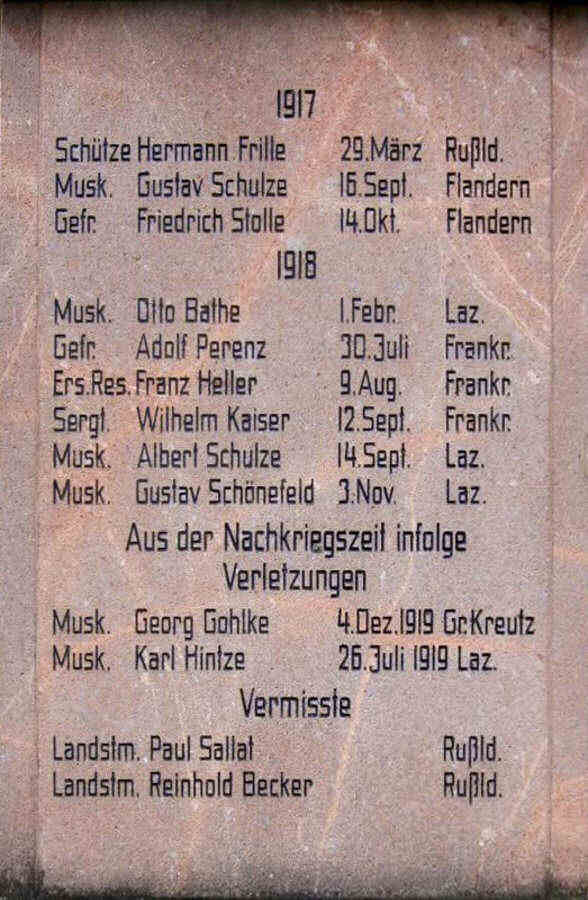 1917
Schütze Hermann Frille 29.März Rußld.
Musk. Gustav Schulze 16.Sept. Flandern
Gefr. Friedrich Stolle 14.Okt. Flandern
1918
Musk. Otto Bathe 1.Febr. Laz.
Gefr. Adolf Perenz 30.Juli Frankr.
Ers.Res. Franz Heller 9.Aug. Frankr.
Sergt. Wilhelm Kaiser 12.Sept. Frankr.
Musk. Albert Schulze 14.Sept. Laz.
Musk. Gustav Schönefeld 3.Nov. Laz.
Aus der Nachkriegszeit infolge
Verletzungen
Musk. Georg Gohlke 4.Dez.1919 Gr.Kreutz
Musk. Karl Hintze 26.Juli 1919 Laz.
Vermisste
Landstm. Paul Sallat Rußld.
Landstm. Reinhold Becker Rußld.